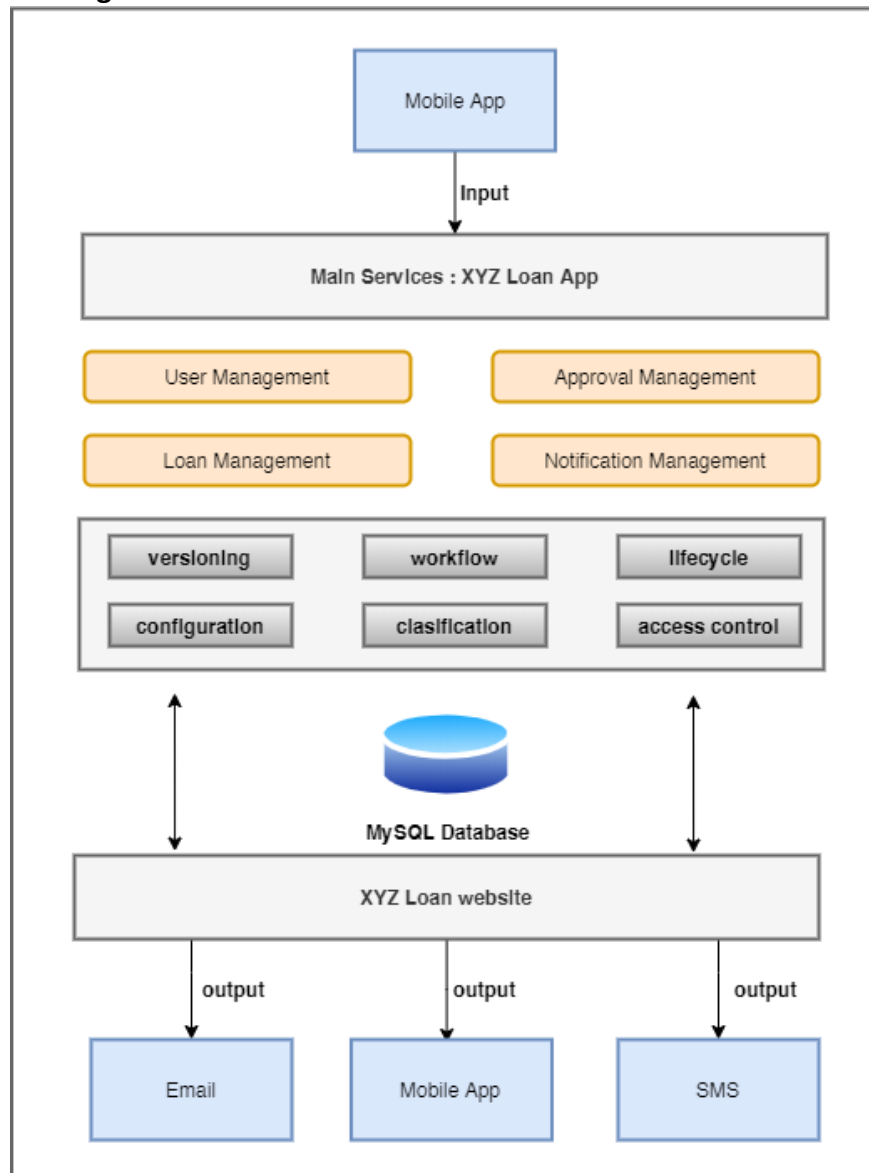 Mobile App
Input
Main Services : XYZ Loan App
User Management
Approval Management
Loan Management
Notification Management
versioning
workflow
lifecycle
configuration
clasification
access control
MySQL Database
XYZ Loan website
output
output
output
Email
Mobile App
SMS